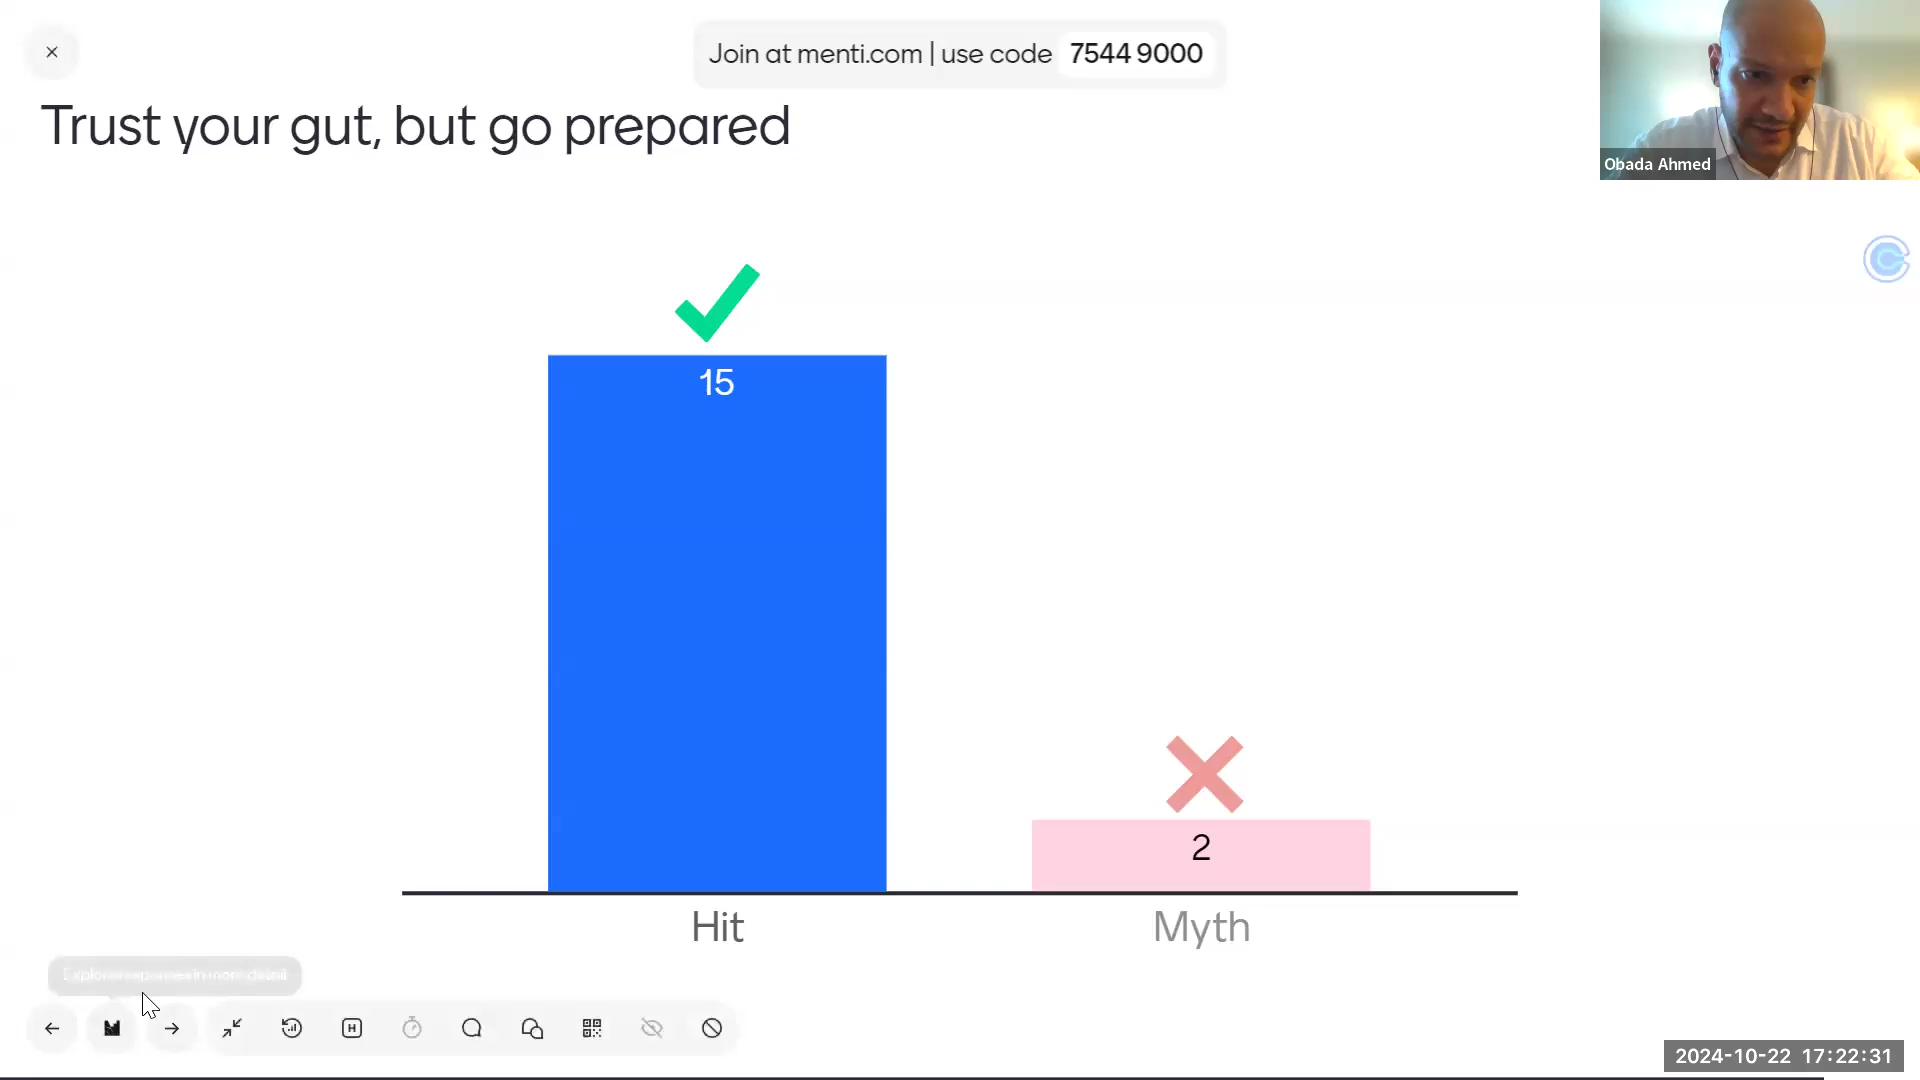 Join at menti.com | use code 7544 9000
Trust your gut, but go prepared
Obada Ahmed
15
2
Hit
Myth
2024-10-22 17:22:31